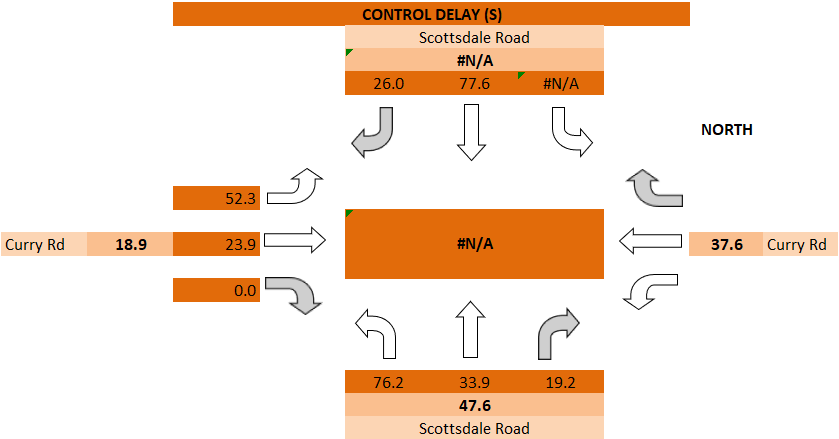 CONTROL DELAY (S)
Scottsdale Road
#N/A
26.0 77.6 #N/A
NORTH
52.3
Curry Rd 18.9 23.9 #N/A 37.6 Curry Rd
0.0
76.2 33.9 19.2
47.6
Scottsdale Road